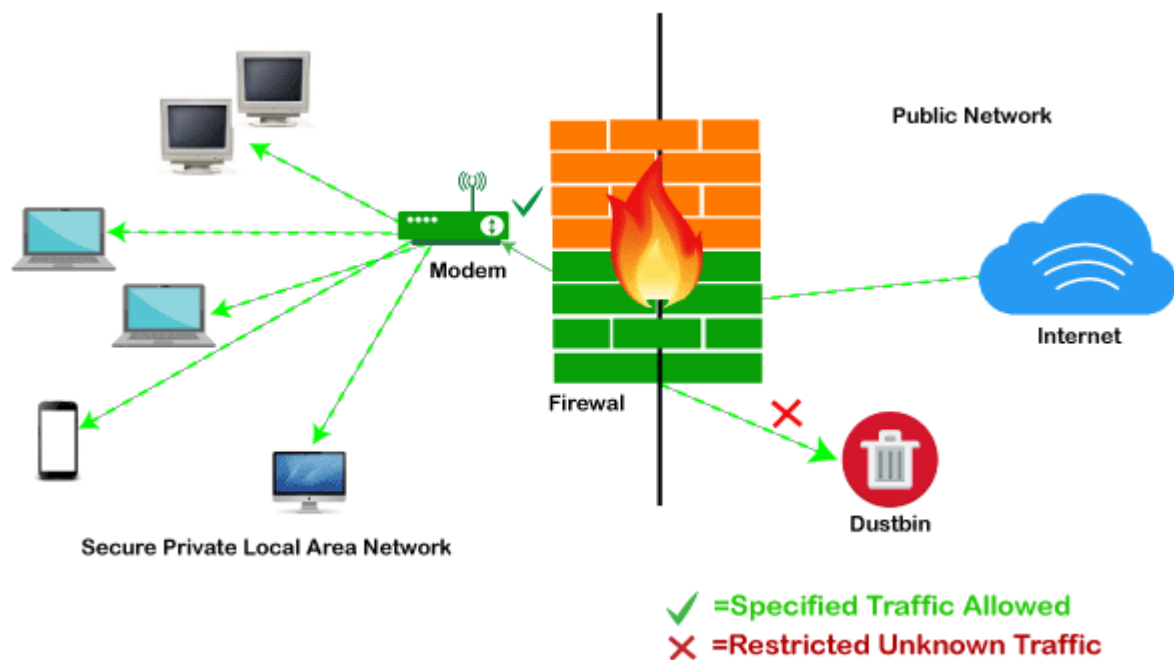 Public Network
Modem
Internet
Firewal
Dustbin
Secure Private Local Area Network
=Specified Traffic Allowed
=Restricted Unknown Traffic